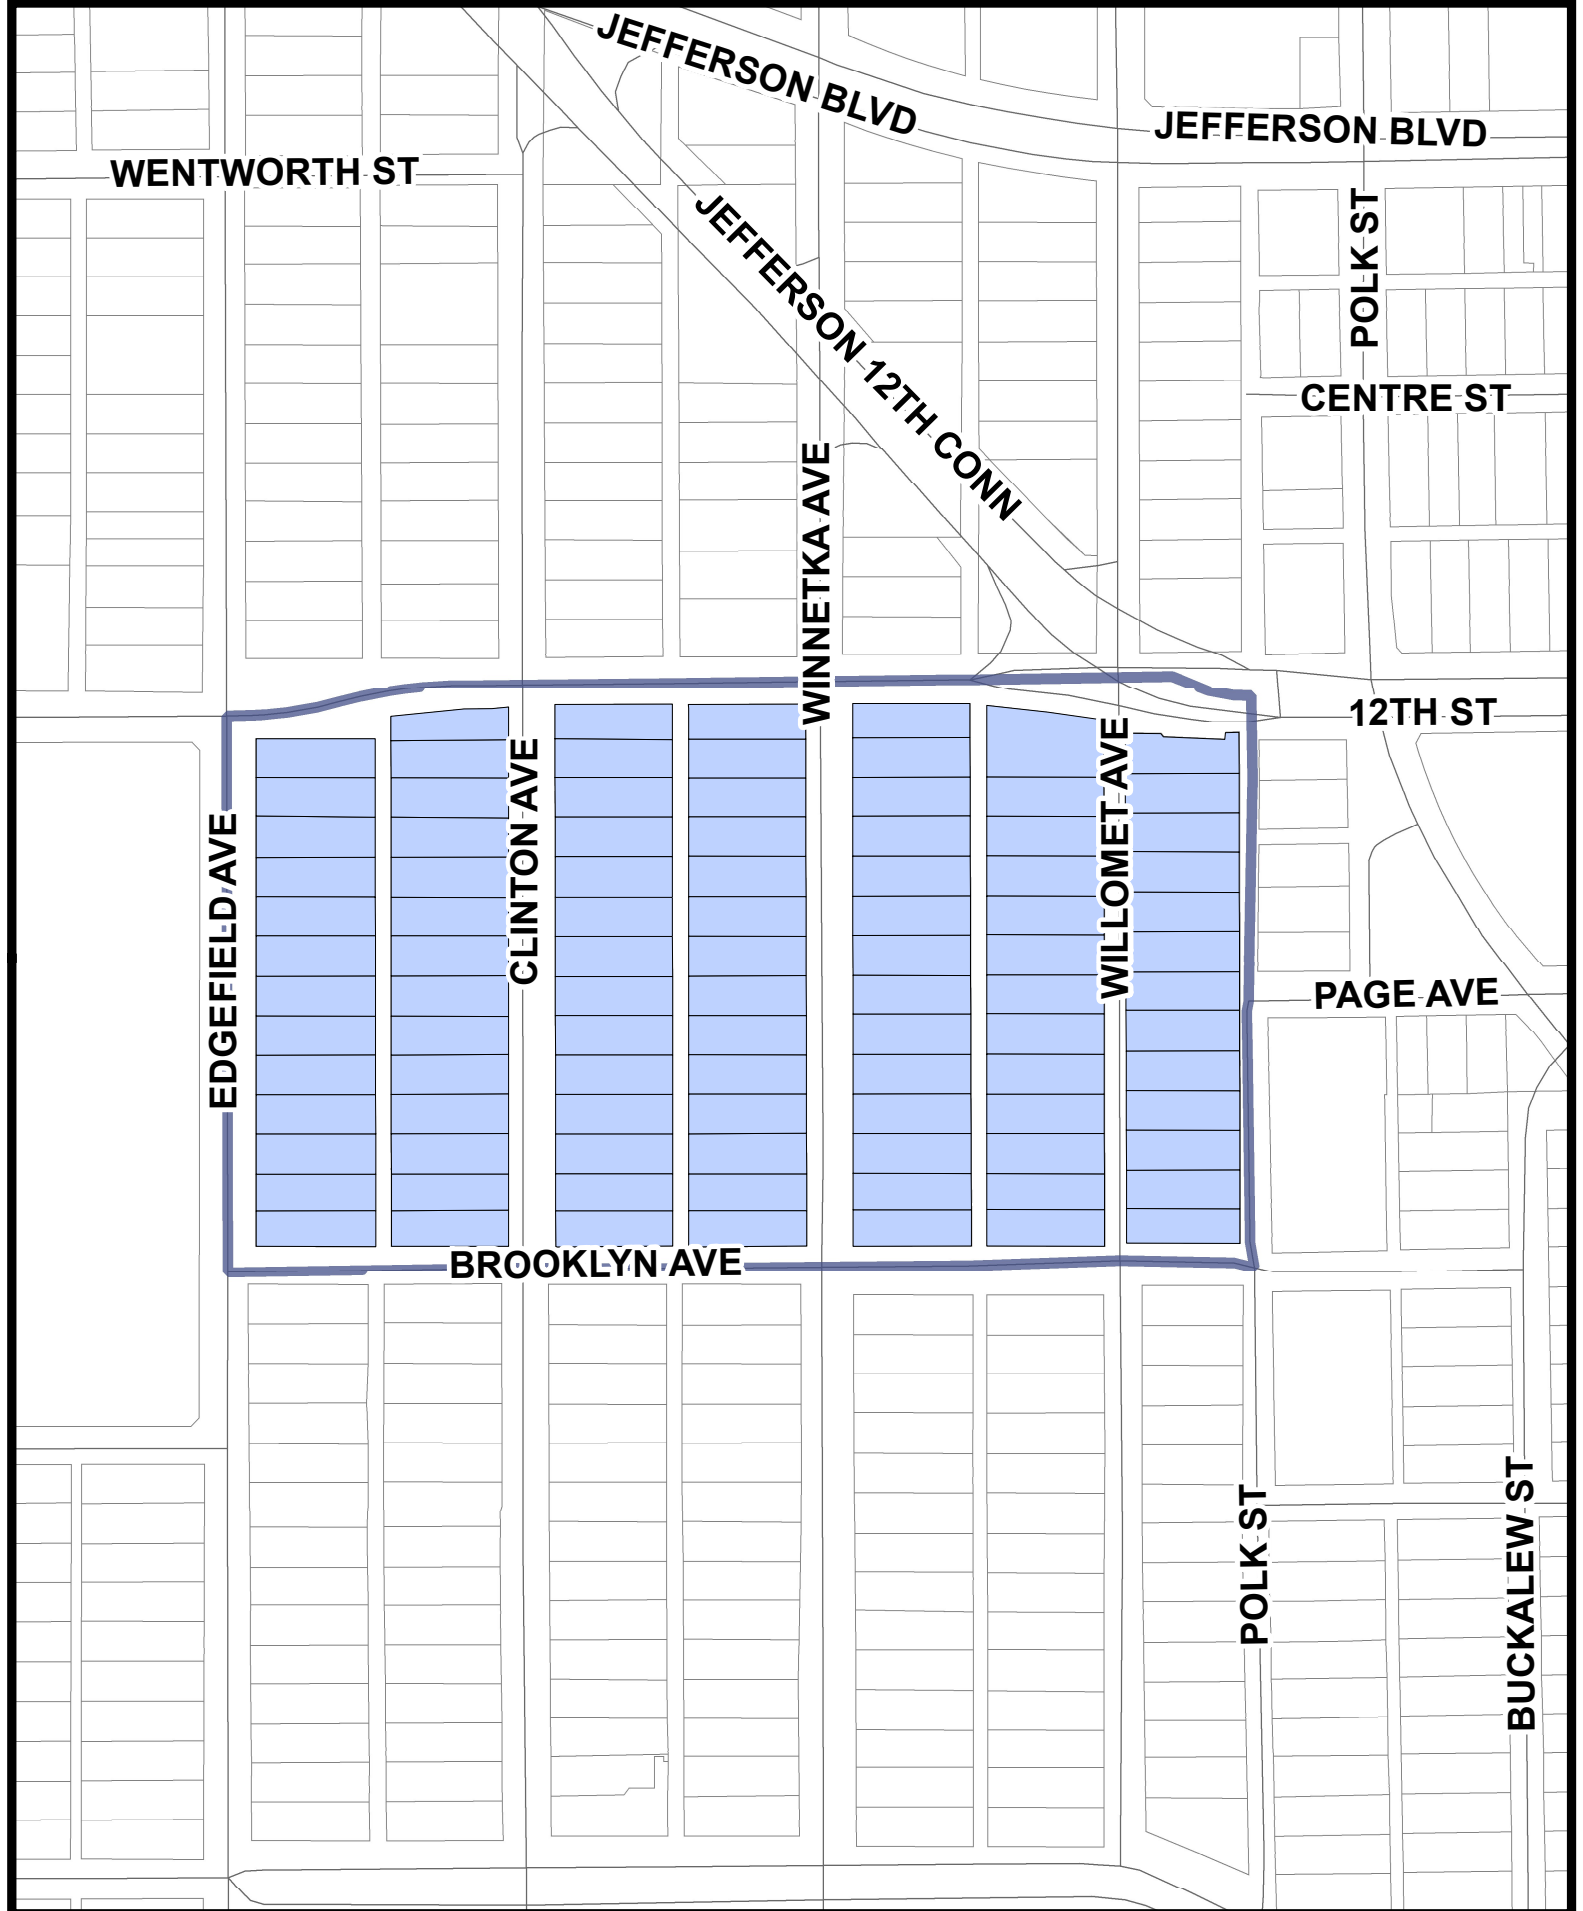 JEFFERSON BLVD
JEFFERSON BLVD
WENTWORTH ST
POLK ST
JEFFERSON 12TH CONN
CENTRE ST
WINNETKA AVE
12TH ST
CLINTON AVE
WILLOMET AVE
EDGEFIELD AVE
PAGE AVE
BROOKLYN AVE
POLK ST
BUCKALEW ST